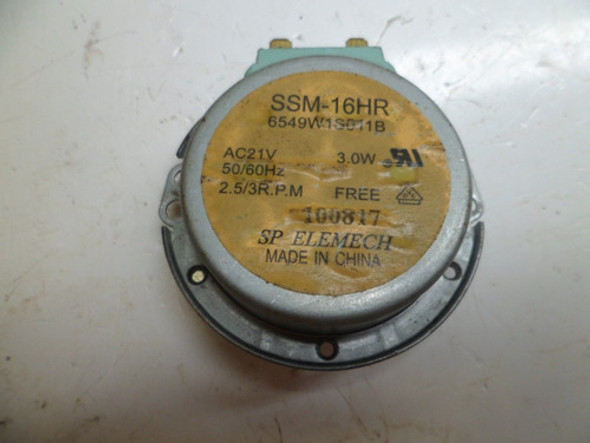 SSM-16HR
6549W1S011B
AC21V 3.0W
50/60Hz
2.5/3R.P.M FREE
100817
SP ELEMECH
MADE IN CHINA